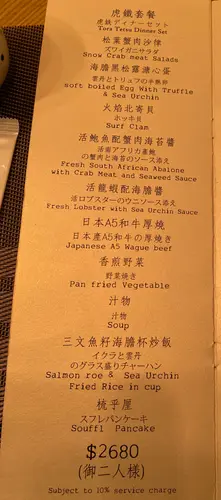 虎鐵套餐
虎鉄ディナーセット
Tora Tetsu Dinner Set
松葉蟹肉沙律
ズワイガニサラダ
Snow Crab meat Salads
海膽黑松露溏心蛋
雲丹とトリュフの半熟卵
soft boiled Egg With Truffle
& Sea Urchin
火焰北寄貝
ホッキ貝
Surf Clam
活鮑魚配蟹肉海苔醬
活南アフリカ産鮑
の蟹肉と海苔のソース添え
Fresh South African Abalone
with Crab Meat and Seaweed Sauce
活龍蝦配海膽醬
活ロブスターのウニソース添え
Fresh Lobster with Sea Urchin Sauce
日本A5和牛厚燒
日本産A5和牛の厚焼き
Japanese A5 Wague beef
香煎野菜
野菜焼き
Pan fried Vegetable
汁物
汁物
Soup
三文魚籽海膽杯炒飯
イクラと雲丹
のグラス盛りチャーハン
Salmon roe & Sea Urchin
Fried Rice in cup
梳乎厘
スフレパンケーキ
Souffl Pancake
$2680
(御二人様)
Subject to 10% service charge